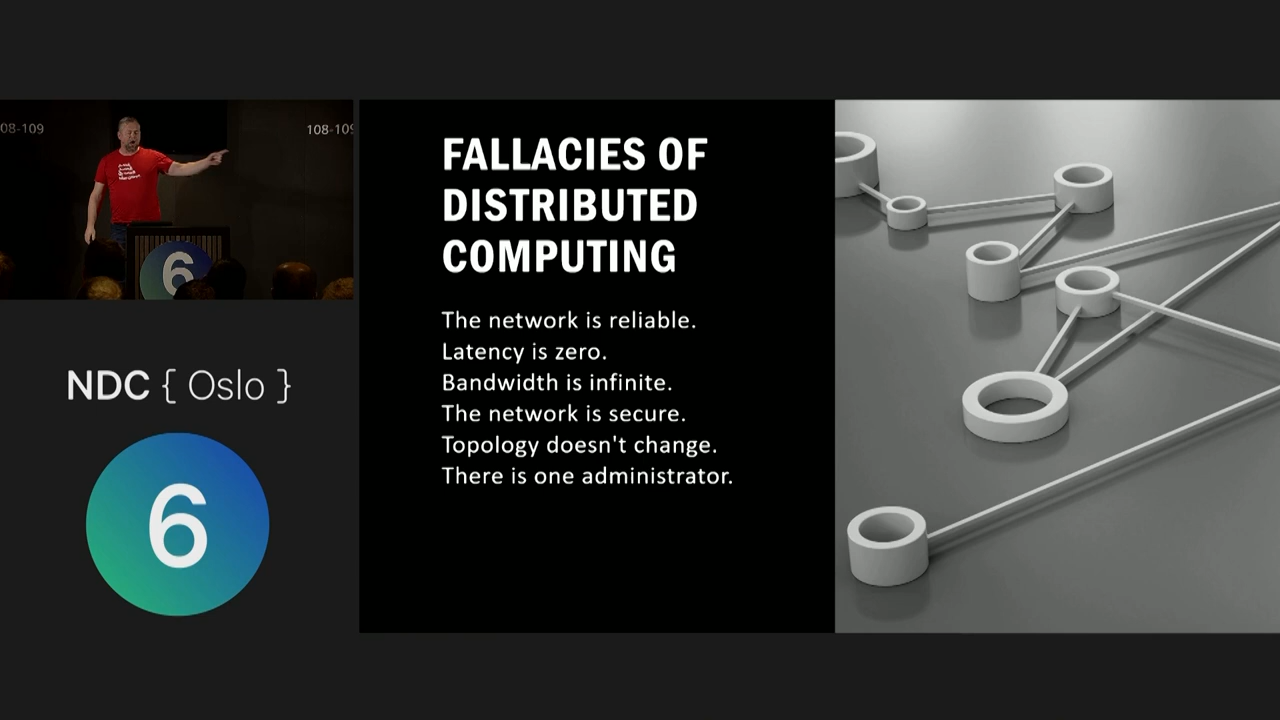 08-109
108-109
6
NDC { Oslo }
6
FALLACIES OF
DISTRIBUTED
COMPUTING
The network is reliable.
Latency is zero.
Bandwidth is infinite.
The network is secure.
Topology doesn't change.
There is one administrator.